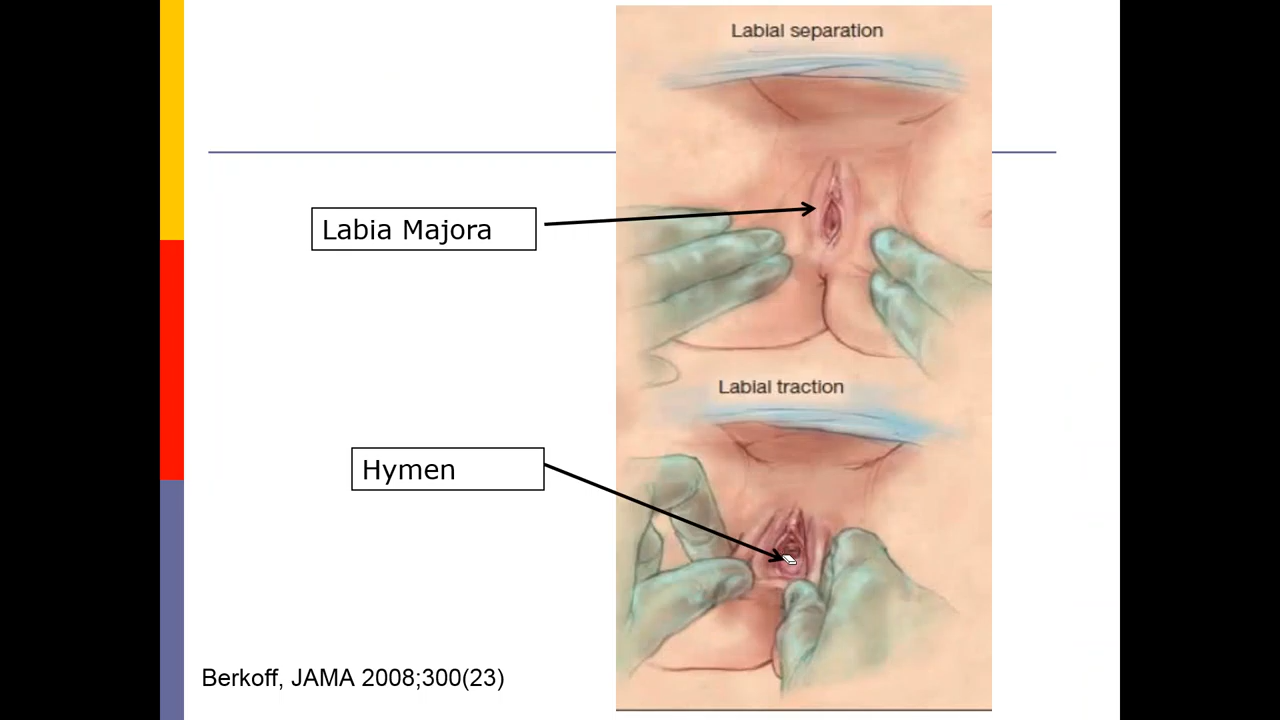 Labial separation
Labia Majora
Labial traction
Hymen
Berkoff, JAMA 2008;300(23)